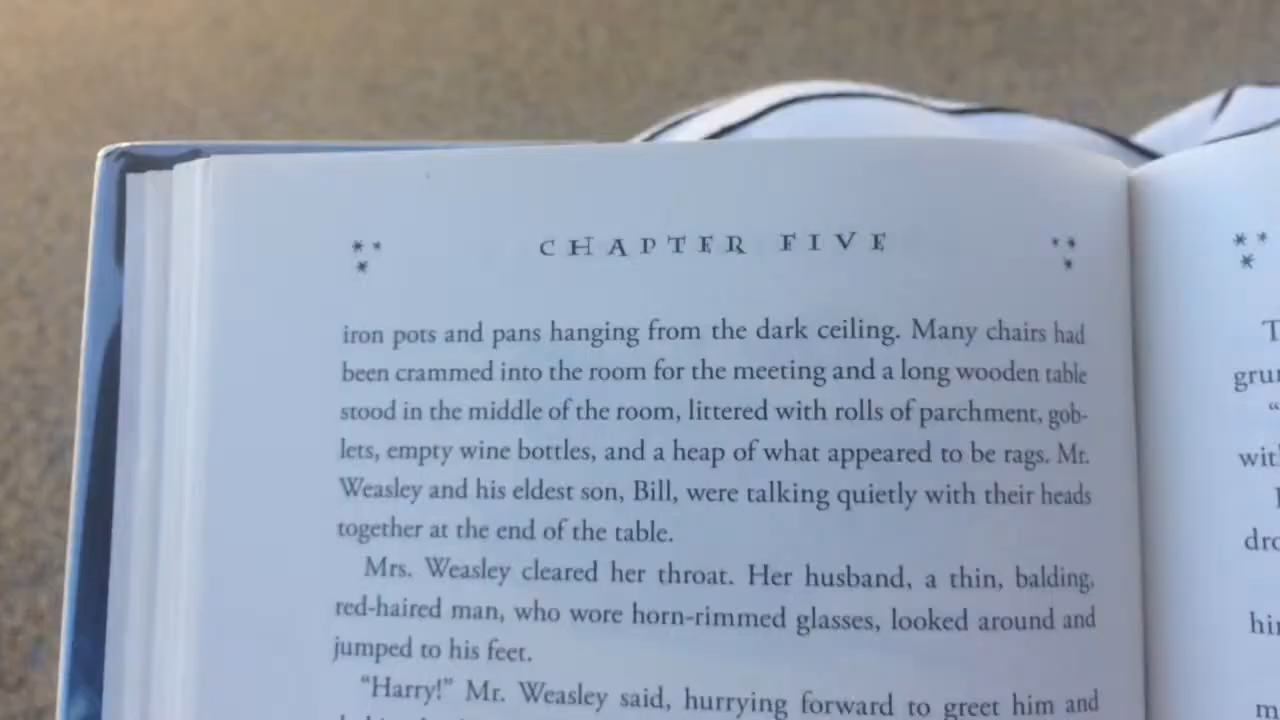 CHAPTER FIVE
iron pots and pans hanging from the dark ceiling. Many chairs had
been crammed into the room for the meeting and a long wooden table
stood in the middle of the room, littered with rolls of parchment, gob-
lets, empty wine bottles, and a heap of what appeared to be rags. Mr.
Weasley and his eldest son, Bill, were talking quietly with their heads
together at the end of the table.
Mrs. Weasley cleared her throat. Her husband, a thin, balding,
red-haired man, who wore horn-rimmed glasses, looked around and
jumped to his feet.
“Harry!” Mr. Weasley said, hurrying forward to greet him and